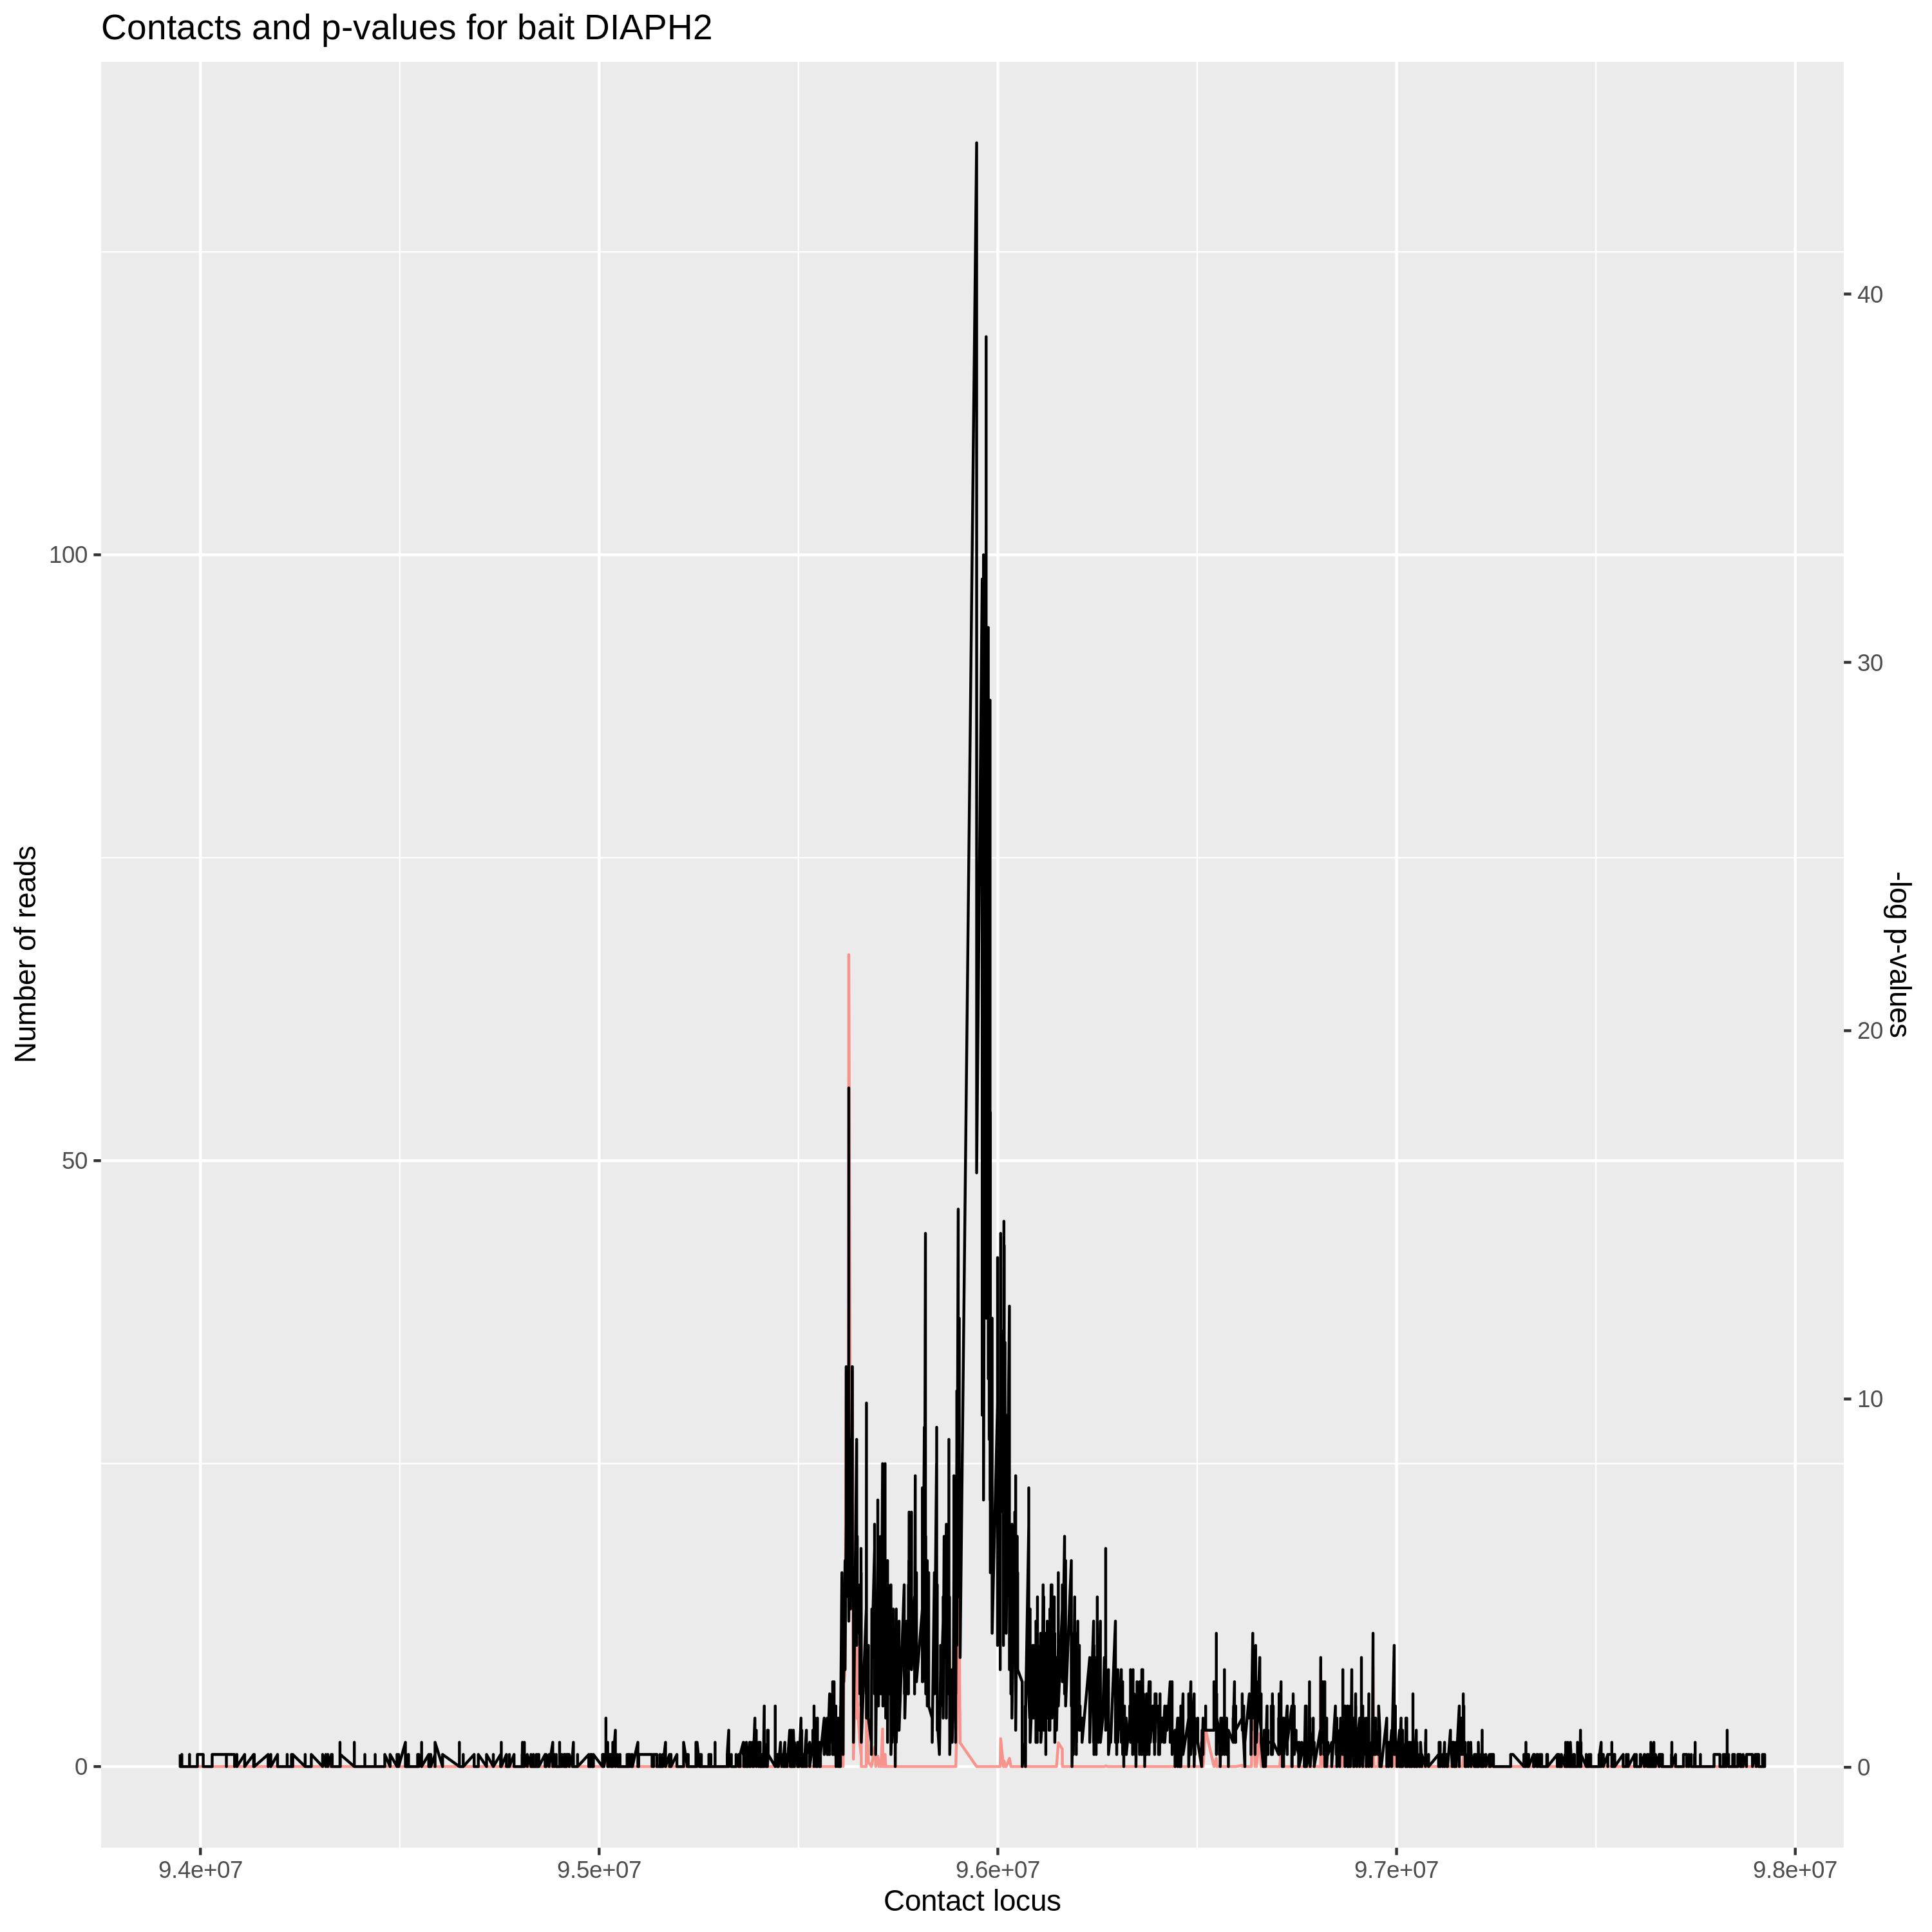 Contacts and p-values for bait DIAPH2
Number of reads
100
50
0
40
30
20
10
0
-log p-values
9.4e+07
9.5e+07
9.6e+07
9.7e+07
9.8e+07
Contact locus